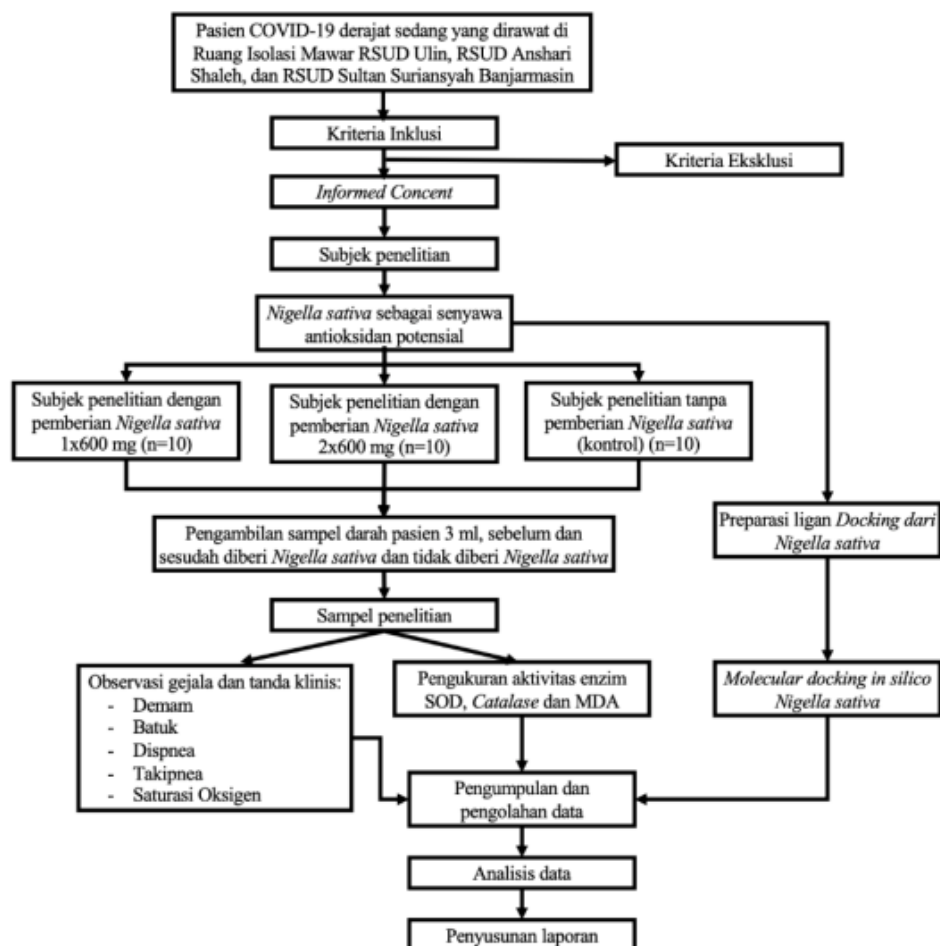 Pasien COVID-19 derajat sedang yang dirawat di
Ruang Isolasi Mawar RSUD Ulin, RSUD Anshari
Shaleh, dan RSUD Sultan Suriansyah Banjarmasin
Kriteria Inklusi
Kriteria Eksklusi
Informed Concent
Subjek penelitian
Nigella sativa sebagai senyawa
antioksidan potensial
Subjek penelitian dengan
pemberian Nigella sativa
1x600 mg (n=10)
Subjek penelitian dengan
pemberian Nigella sativa
2x600 mg (n=10)
Subjek penelitian tanpa
pemberian Nigella sativa
(kontrol) (n=10)
Pengambilan sampel darah pasien 3 ml, sebelum dan
sesudah diberi Nigella sativa dan tidak diberi Nigella sativa
Preparasi ligan Docking dari
Nigella sativa
Sampel penelitian
Observasi gejala dan tanda klinis:
- Demam
- Batuk
- Dispnea
- Takipnea
- Saturasi Oksigen
Pengukuran aktivitas enzim
SOD, Catalase dan MDA
Molecular docking in silico
Nigella sativa
Pengumpulan dan
pengolahan data
Analisis data
Penyusunan laporan